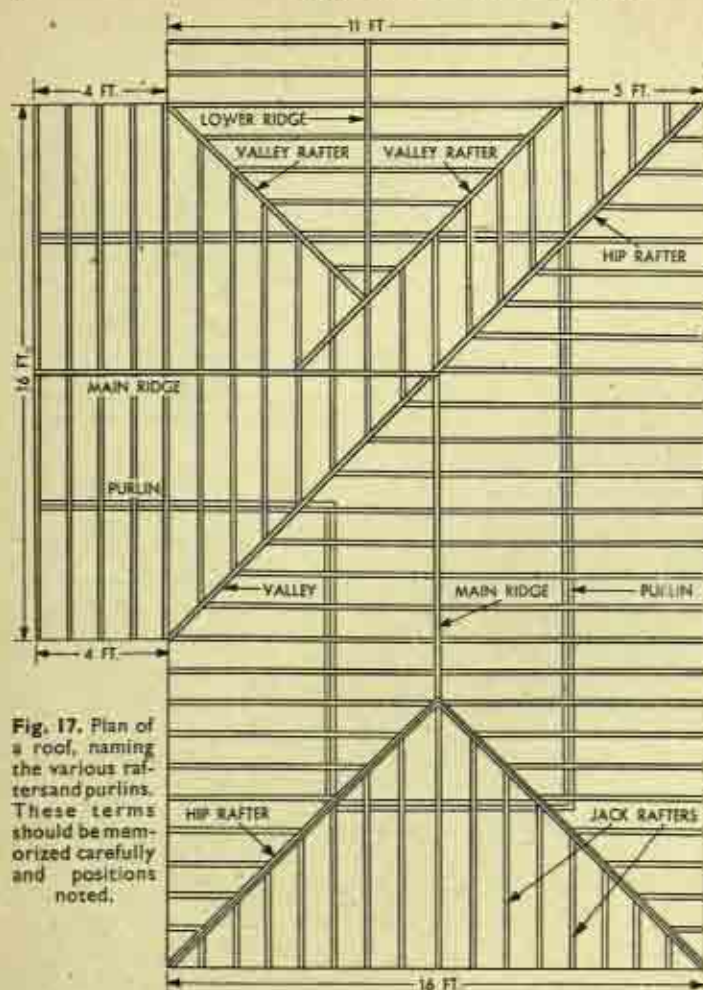 11 FT
4 FT.
5 FT.
LOWER RIDGE
VALLEY RAFTER
VALLEY RAFTER
HIP RAFTER
16 FT.
MAIN RIDGE
PURLIN
VALLEY
MAIN RIDGE
PURLIN
4 FT.
Fig. 17. Plan of
a roof, naming
the various raf-
ters and purlins.
These terms
should be mem-
orized carefully
and positions
noted.
HIP RAFTER
JACK RAFTERS
16 FT.